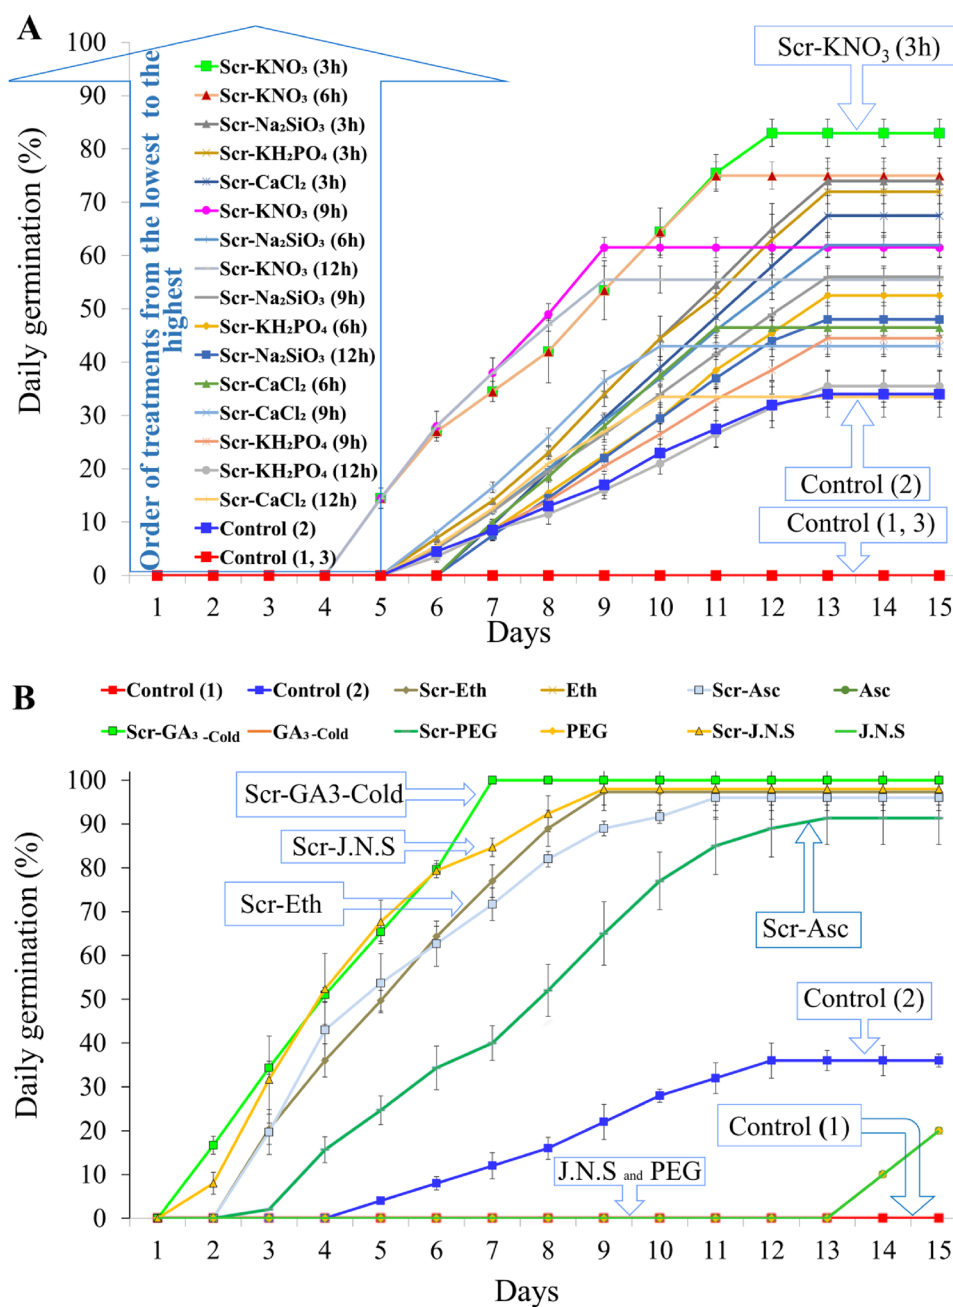 A
100
90
80
70
60
50
40
30
20
10
0
Daily germination (%)
Order of treatments from the lowest to the
highest
Scr-KNO₃ (3h)
Scr-KNO₃ (6h)
Scr-Na₂SiO₃ (3h)
Scr-KH₂PO₄ (3h)
Scr-CaCl₂ (3h)
Scr-KNO₃ (9h)
Scr-Na₂SiO₃ (6h)
Scr-KNO₃ (12h)
Scr-Na₂SiO₃ (9h)
Scr-KH₂PO₄ (6h)
Scr-Na₂SiO₃ (12h)
Scr-CaCl₂ (6h)
Scr-CaCl₂ (9h)
Scr-KH₂PO₄ (9h)
Scr-KH₂PO₄ (12h)
Scr-CaCl₂ (12h)
Control (2)
Control (1, 3)
Scr-KNO₃ (3h)
Control (2)
Control (1, 3)
1 2 3 4 5 6 7 8 9 10 11 12 13 14 15
Days
B
Control (1) Control (2) Scr-Eth Eth Scr-Asc Asc
Scr-GA₃ -Cold GA₃-Cold Scr-PEG PEG Scr-J.N.S J.N.S
100
90
80
70
60
50
40
30
20
10
0
Daily germination (%)
Scr-GA3-Cold
Scr-J.N.S
Scr-Eth
Scr-Asc
Control (2)
Control (1)
J.N.S and PEG
1 2 3 4 5 6 7 8 9 10 11 12 13 14 15
Days